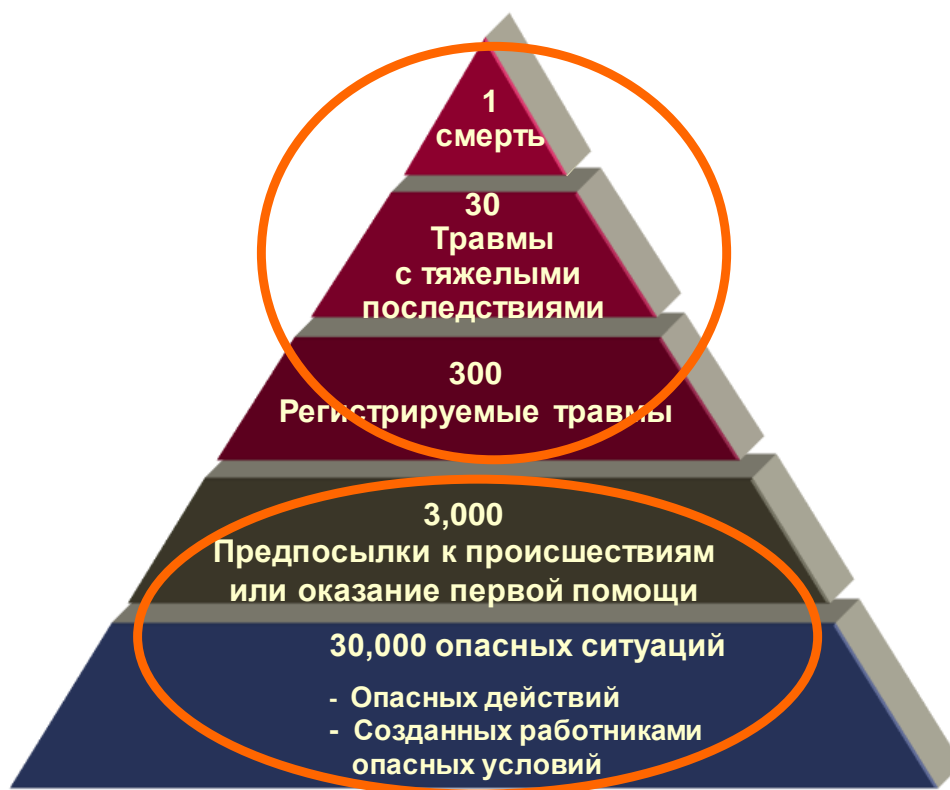 1
смерть
30
Травмы
с тяжелыми
последствиями
300
Регистрируемые травмы
3,000
Предпосылки к происшествиям
или оказание первой помощи
30,000 опасных ситуаций
- Опасных действий
- Созданных работниками
опасных условий